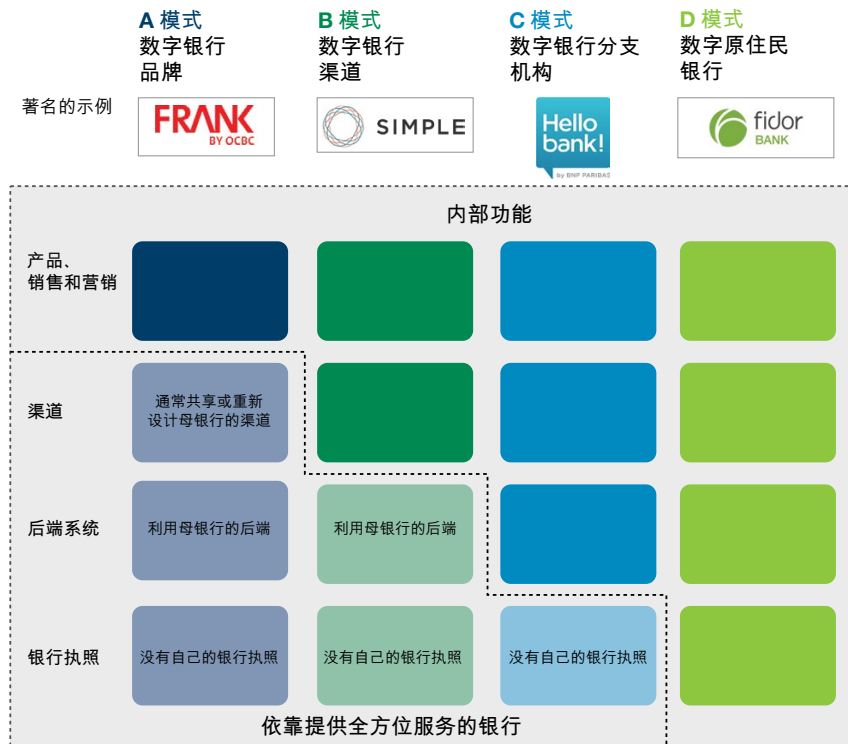 A 模式
数字银行
品牌
B 模式
数字银行
渠道
C 模式
数字银行分支
机构
D 模式
数字原住民
银行
著名的示例
FRANK
BY OCBC
SIMPLE
Hello
bank!
by BNP PARIBAS
fidor
BANK
内部功能
产品、
销售和营销
渠道
通常共享或重新
设计母银行的渠道
后端系统
利用母银行的后端
利用母银行的后端
银行执照
没有自己的银行执照
没有自己的银行执照
没有自己的银行执照
依靠提供全方位服务的银行